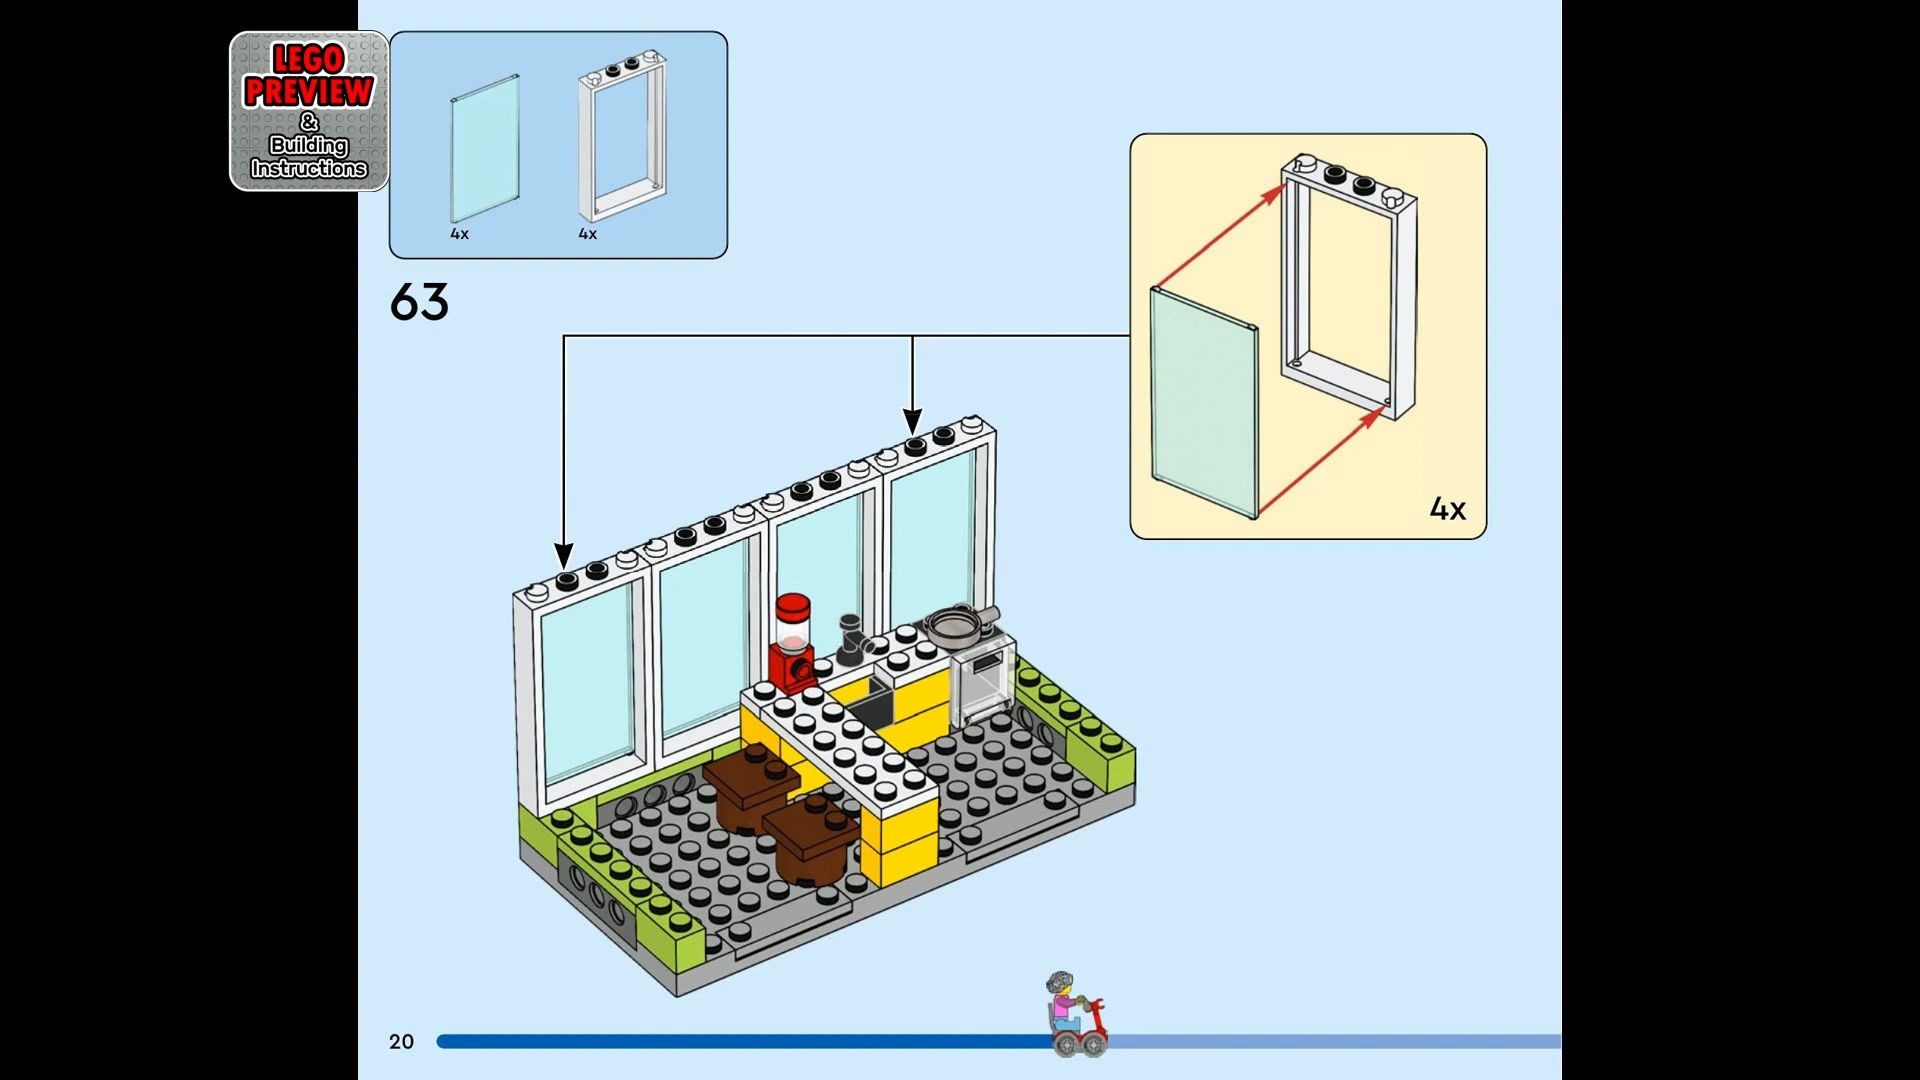 LEGO
PREVIEW
&
Building
Instructions
4x
4x
63
4x
20